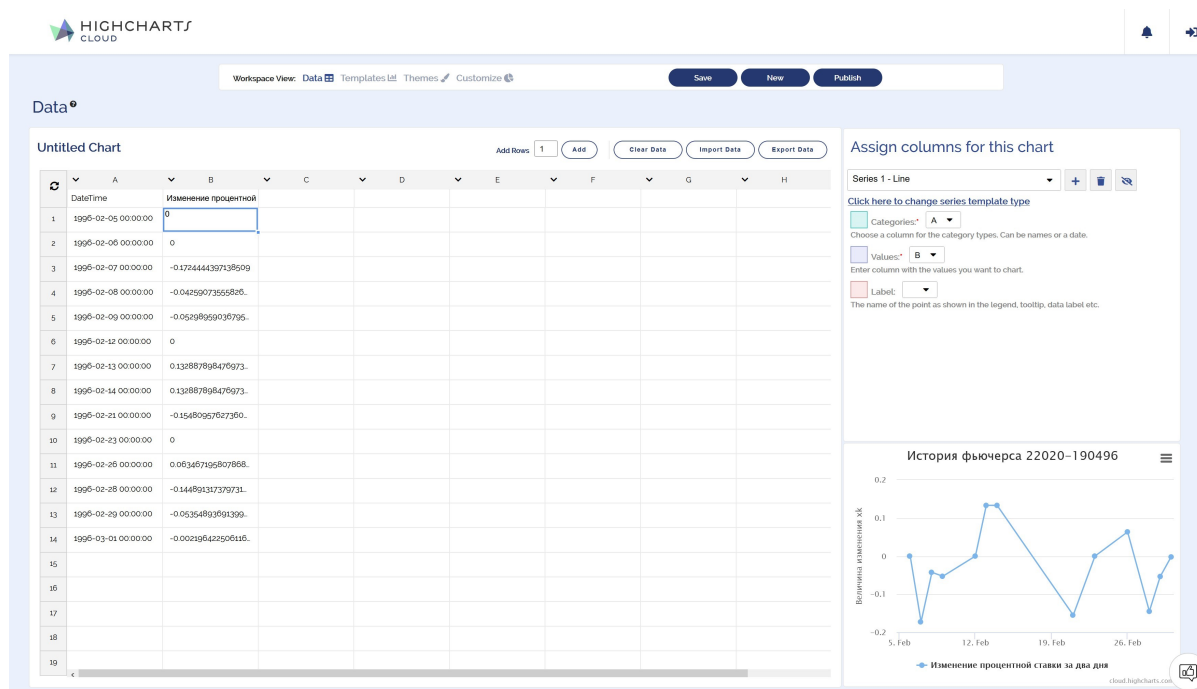 HIGHCHARTS
CLOUD
Workspace View: Data Templates Themes Customize Save New Publish
Data
Untitled Chart Add Rows 1 Add Clear Data Import Data Export Data
A B C D E F G H
DateTime Изменение процентной
1 1996-02-05 00:00:00 0
2 1996-02-06 00:00:00 0
3 1996-02-07 00:00:00 -0.1724444397138509
4 1996-02-08 00:00:00 -0.04259073555826...
5 1996-02-09 00:00:00 -0.05298959036795...
6 1996-02-12 00:00:00 0
7 1996-02-13 00:00:00 0.132887898476973...
8 1996-02-14 00:00:00 0.132887898476973...
9 1996-02-21 00:00:00 -0.15480957627360...
10 1996-02-23 00:00:00 0
11 1996-02-26 00:00:00 0.063467195807868...
12 1996-02-28 00:00:00 -0.144891317379731...
13 1996-02-29 00:00:00 -0.05354893691399...
14 1996-03-01 00:00:00 -0.002196422506116...
15
16
17
18
19
Assign columns for this chart
Series 1 - Line
Click here to change series template type
Categories:* A
Choose a column for the category types. Can be names or a date.
Values:* B
Enter column with the values you want to chart.
Label:
The name of the point as shown in the legend, tooltip, data label etc.
История фьючерса 22020-190496
Величина изменения xk
0.2
0.1
0
-0.1
-0.2
5. Feb 12. Feb 19. Feb 26. Feb
Изменение процентной ставки за два дня
cloud.highcharts.com